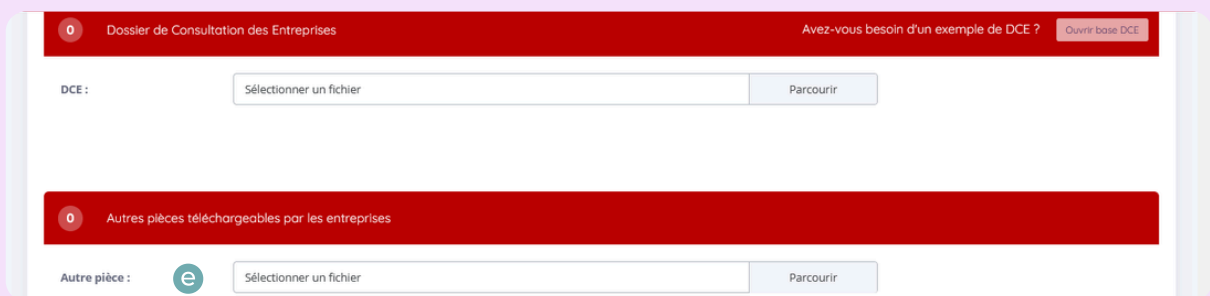 0 Dossier de Consultation des Entreprises Avez-vous besoin d'un exemple de DCE ? Ouvrir base DCE
DCE : Sélectionner un fichier Parcourir
0 Autres pièces téléchargeables par les entreprises
Autre pièce : e Sélectionner un fichier Parcourir